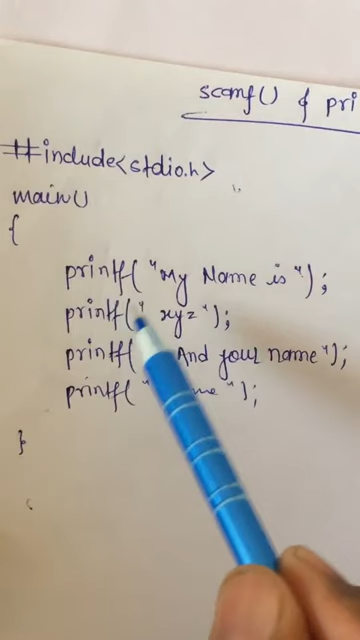 scanf() & pri
#include<stdio.h>
main()
{
printf("My Name is");
printf(" xyz");
printf( And your name");
printf("
");
}